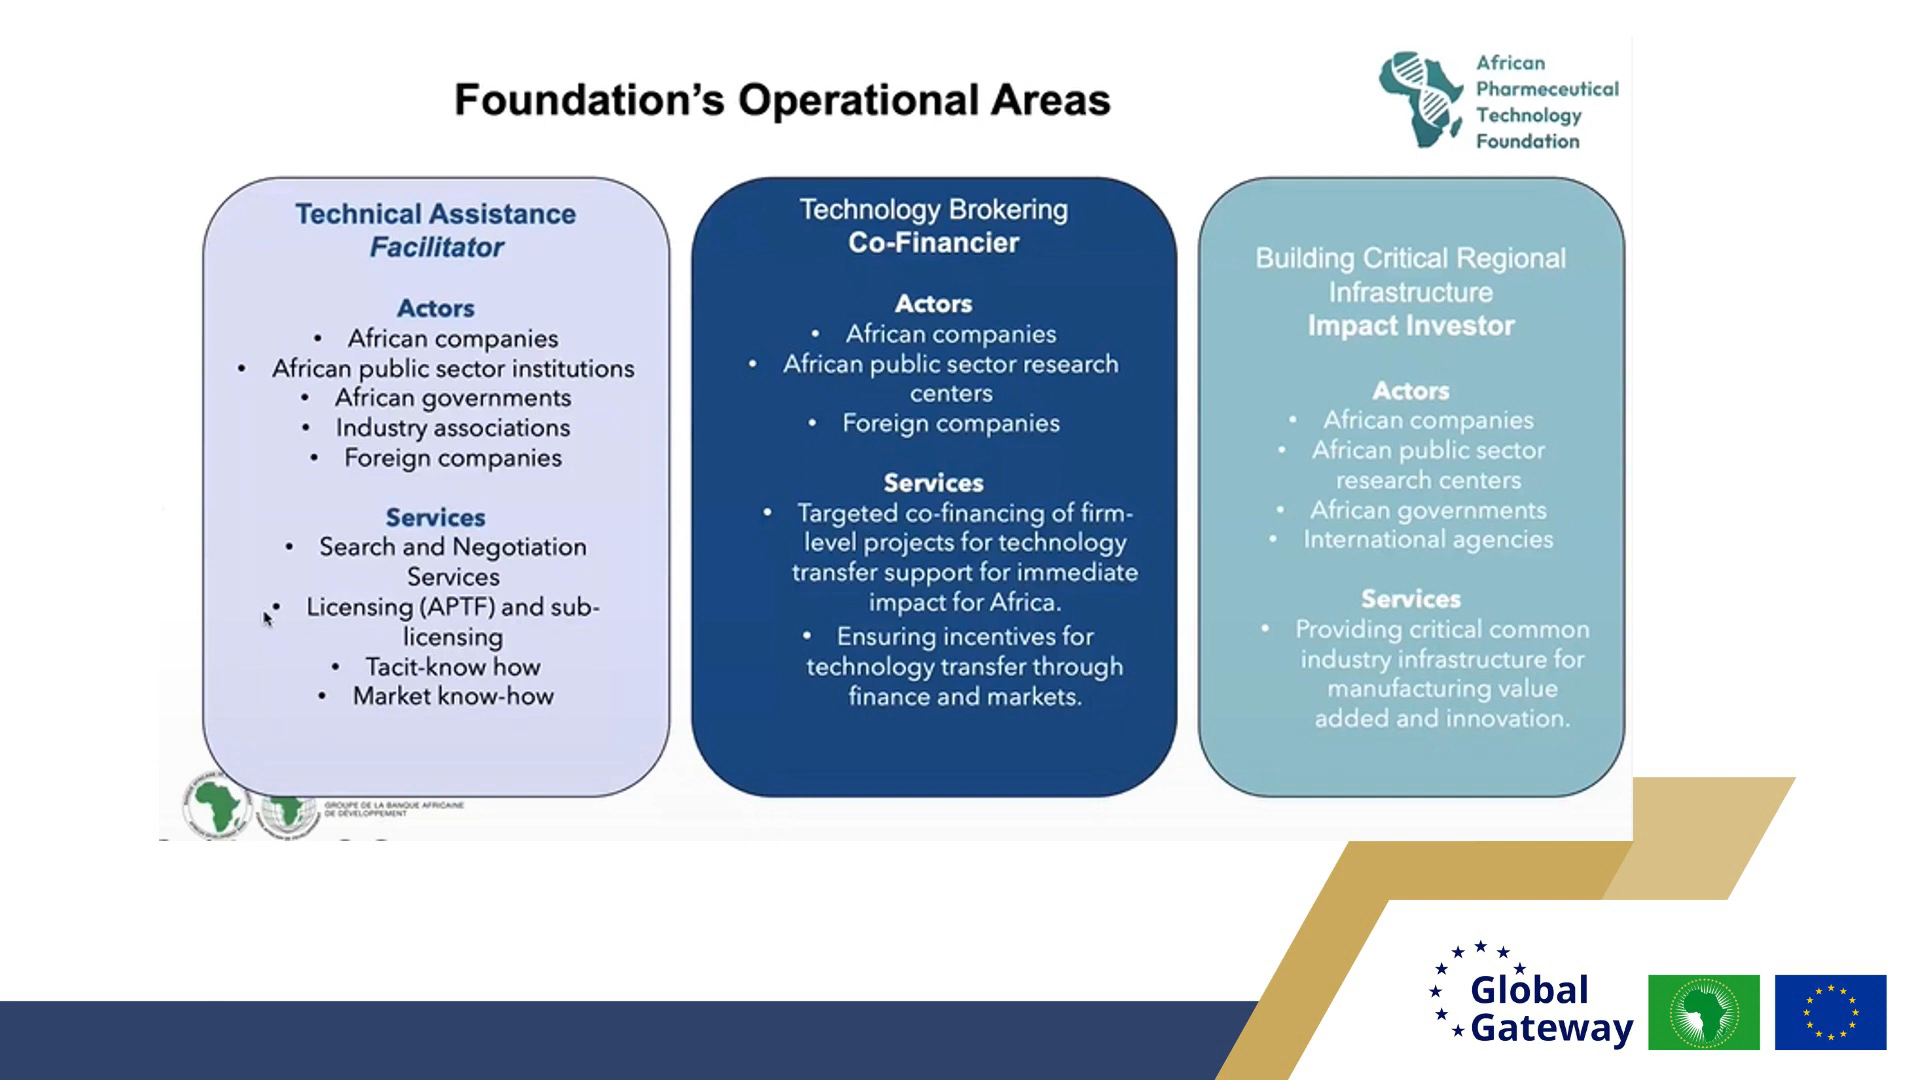 Foundation's Operational Areas
African
Pharmeceutical
Technology
Foundation
Technical Assistance
Facilitator
Actors
• African companies
• African public sector institutions
• African governments
• Industry associations
• Foreign companies
Services
• Search and Negotiation
Services
• Licensing (APTF) and sub-
licensing
• Tacit-know how
• Market know-how
Technology Brokering
Co-Financier
Actors
• African companies
• African public sector research
centers
• Foreign companies
Services
• Targeted co-financing of firm-
level projects for technology
transfer support for immediate
impact for Africa.
• Ensuring incentives for
technology transfer through
finance and markets.
Building Critical Regional
Infrastructure
Impact Investor
Actors
• African companies
• African public sector
research centers
• African governments
• International agencies
Services
• Providing critical common
industry infrastructure for
manufacturing value
added and innovation.
GROUPE DE LA BANQUE AFRICAINE
DE DÉVELOPPEMENT
Global
Gateway